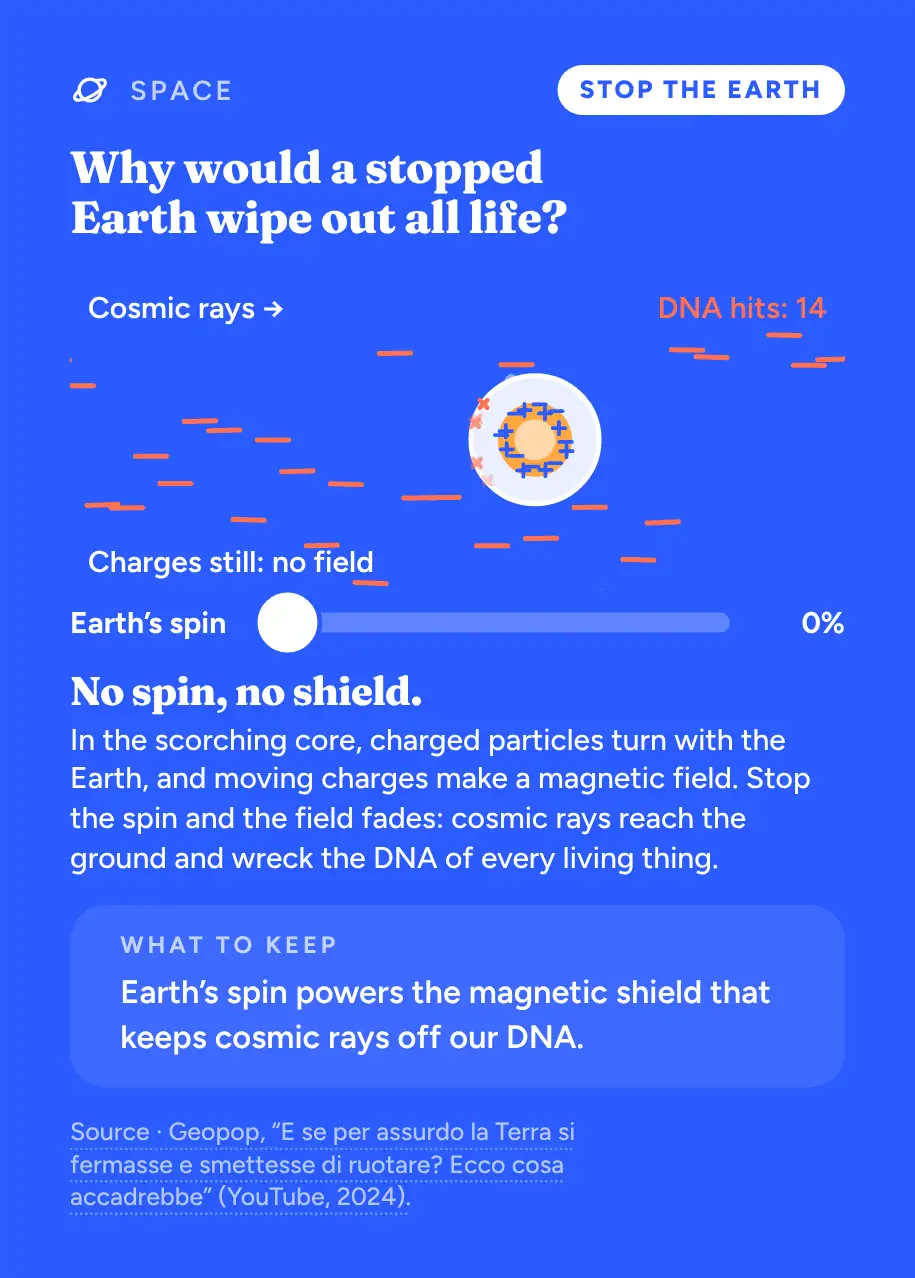 SPACE
STOP THE EARTH
Why would a stopped
Earth wipe out all life?
Cosmic rays →
DNA hits: 14
Charges still: no field
Earth’s spin
0%
No spin, no shield.
In the scorching core, charged particles turn with the
Earth, and moving charges make a magnetic field. Stop
the spin and the field fades: cosmic rays reach the
ground and wreck the DNA of every living thing.
WHAT TO KEEP
Earth’s spin powers the magnetic shield that
keeps cosmic rays off our DNA.
Source · Geopop, “E se per assurdo la Terra si
fermasse e smettesse di ruotare? Ecco cosa
accadrebbe” (YouTube, 2024).